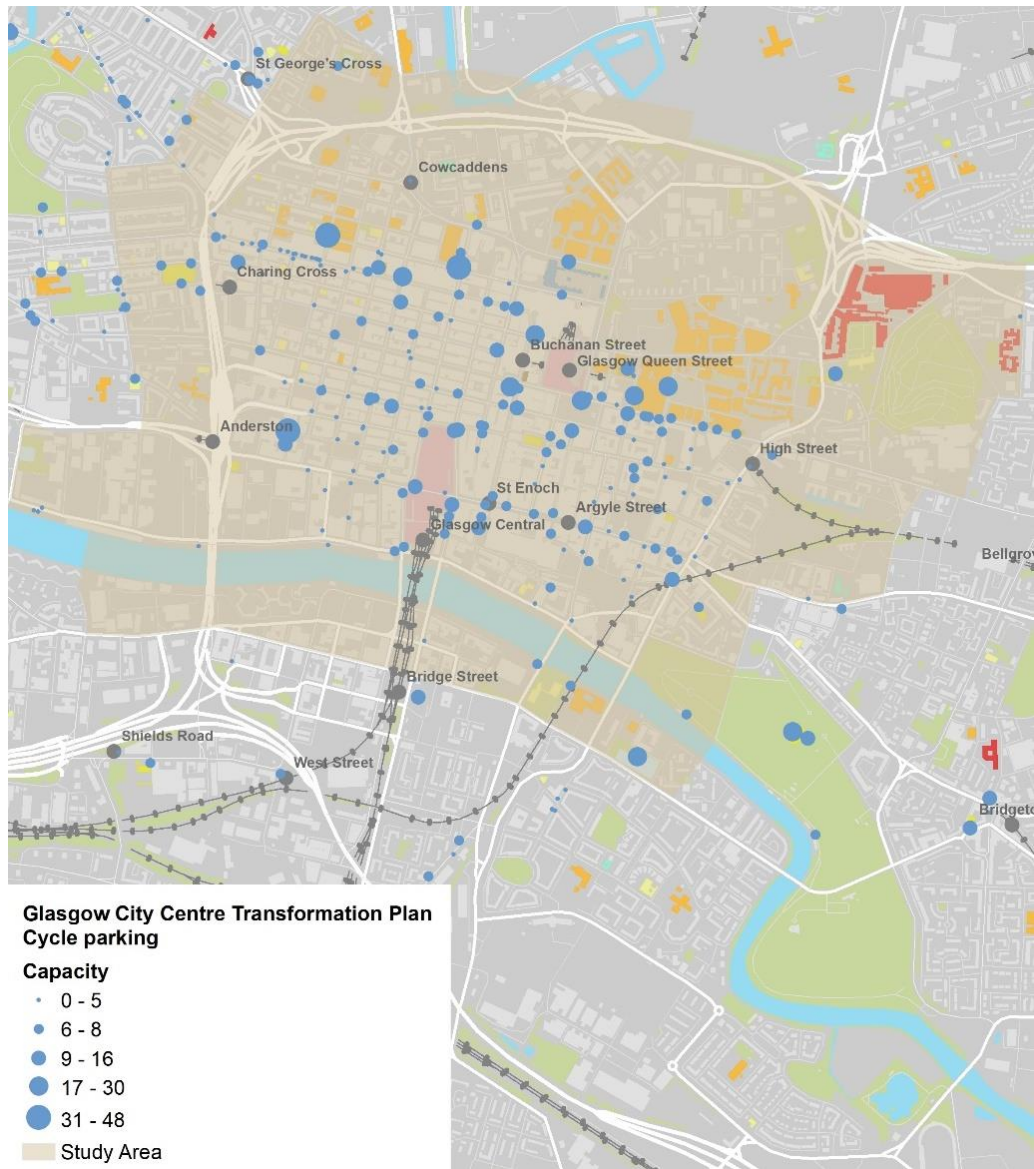 St George's Cross
Cowcaddens
Charing Cross
Buchanan Street
Glasgow Queen Street
Anderston
High Street
St Enoch
Argyle Street
Glasgow Central
Bellgro
Bridge Street
Shields Road
West Street
Bridgeto
Glasgow City Centre Transformation Plan
Cycle parking
Capacity
0 - 5
6 - 8
9 - 16
17 - 30
31 - 48
Study Area